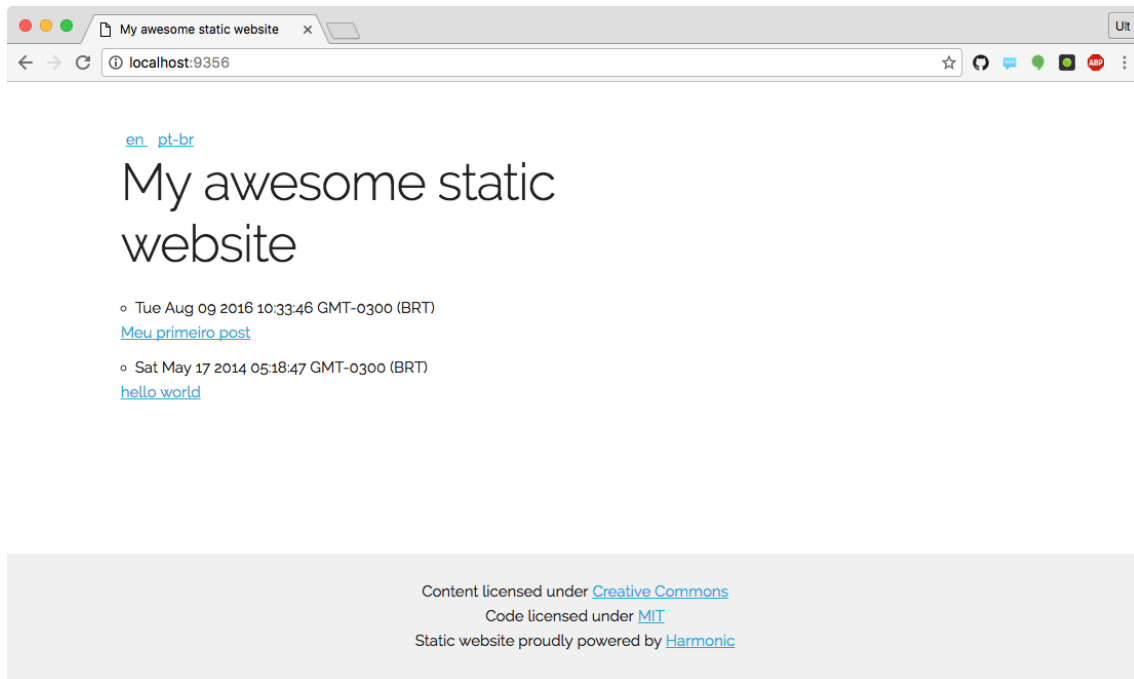 My awesome static website
Ult
localhost:9356
ABP
en pt-br
My awesome static
website
Tue Aug 09 2016 10:33:46 GMT-0300 (BRT)
Meu primeiro post
Sat May 17 2014 05:18:47 GMT-0300 (BRT)
hello world
Content licensed under Creative Commons
Code licensed under MIT
Static website proudly powered by Harmonic